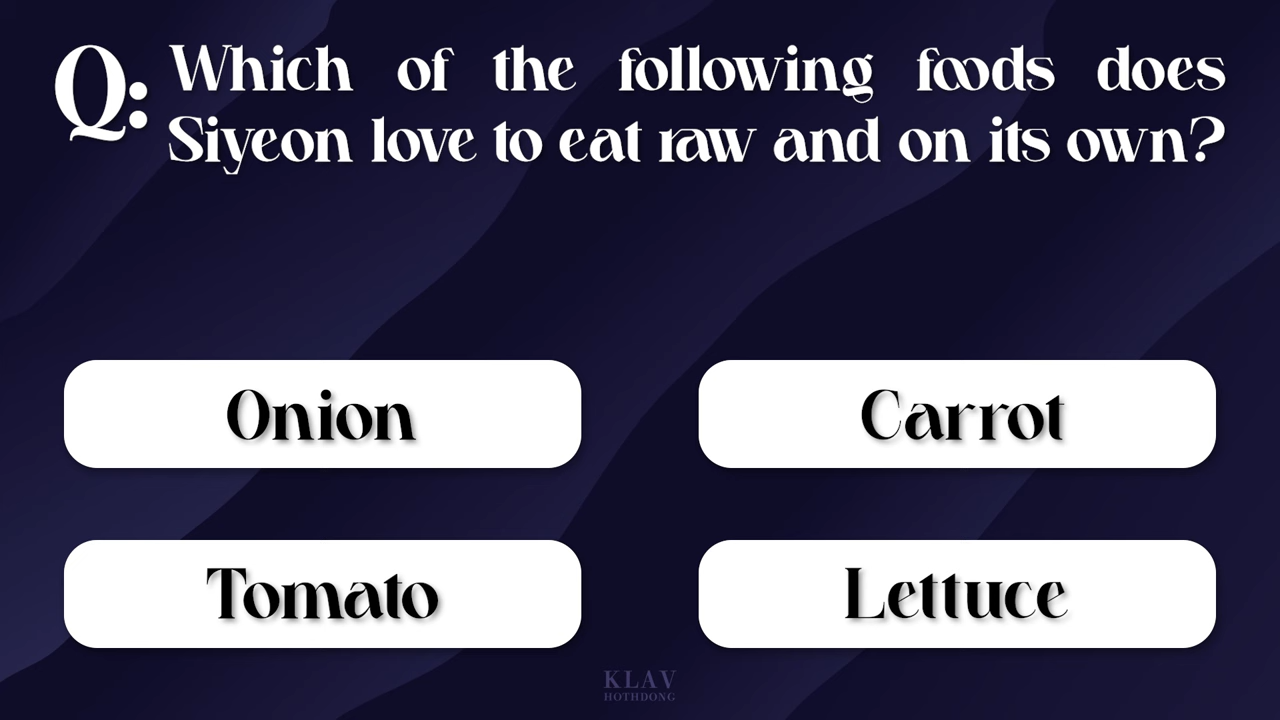 Q: Which of the following foods does
Siyeon love to eat raw and on its own?
Onion
Carrot
Tomato
Lettuce
KLAV
HOTHDONG